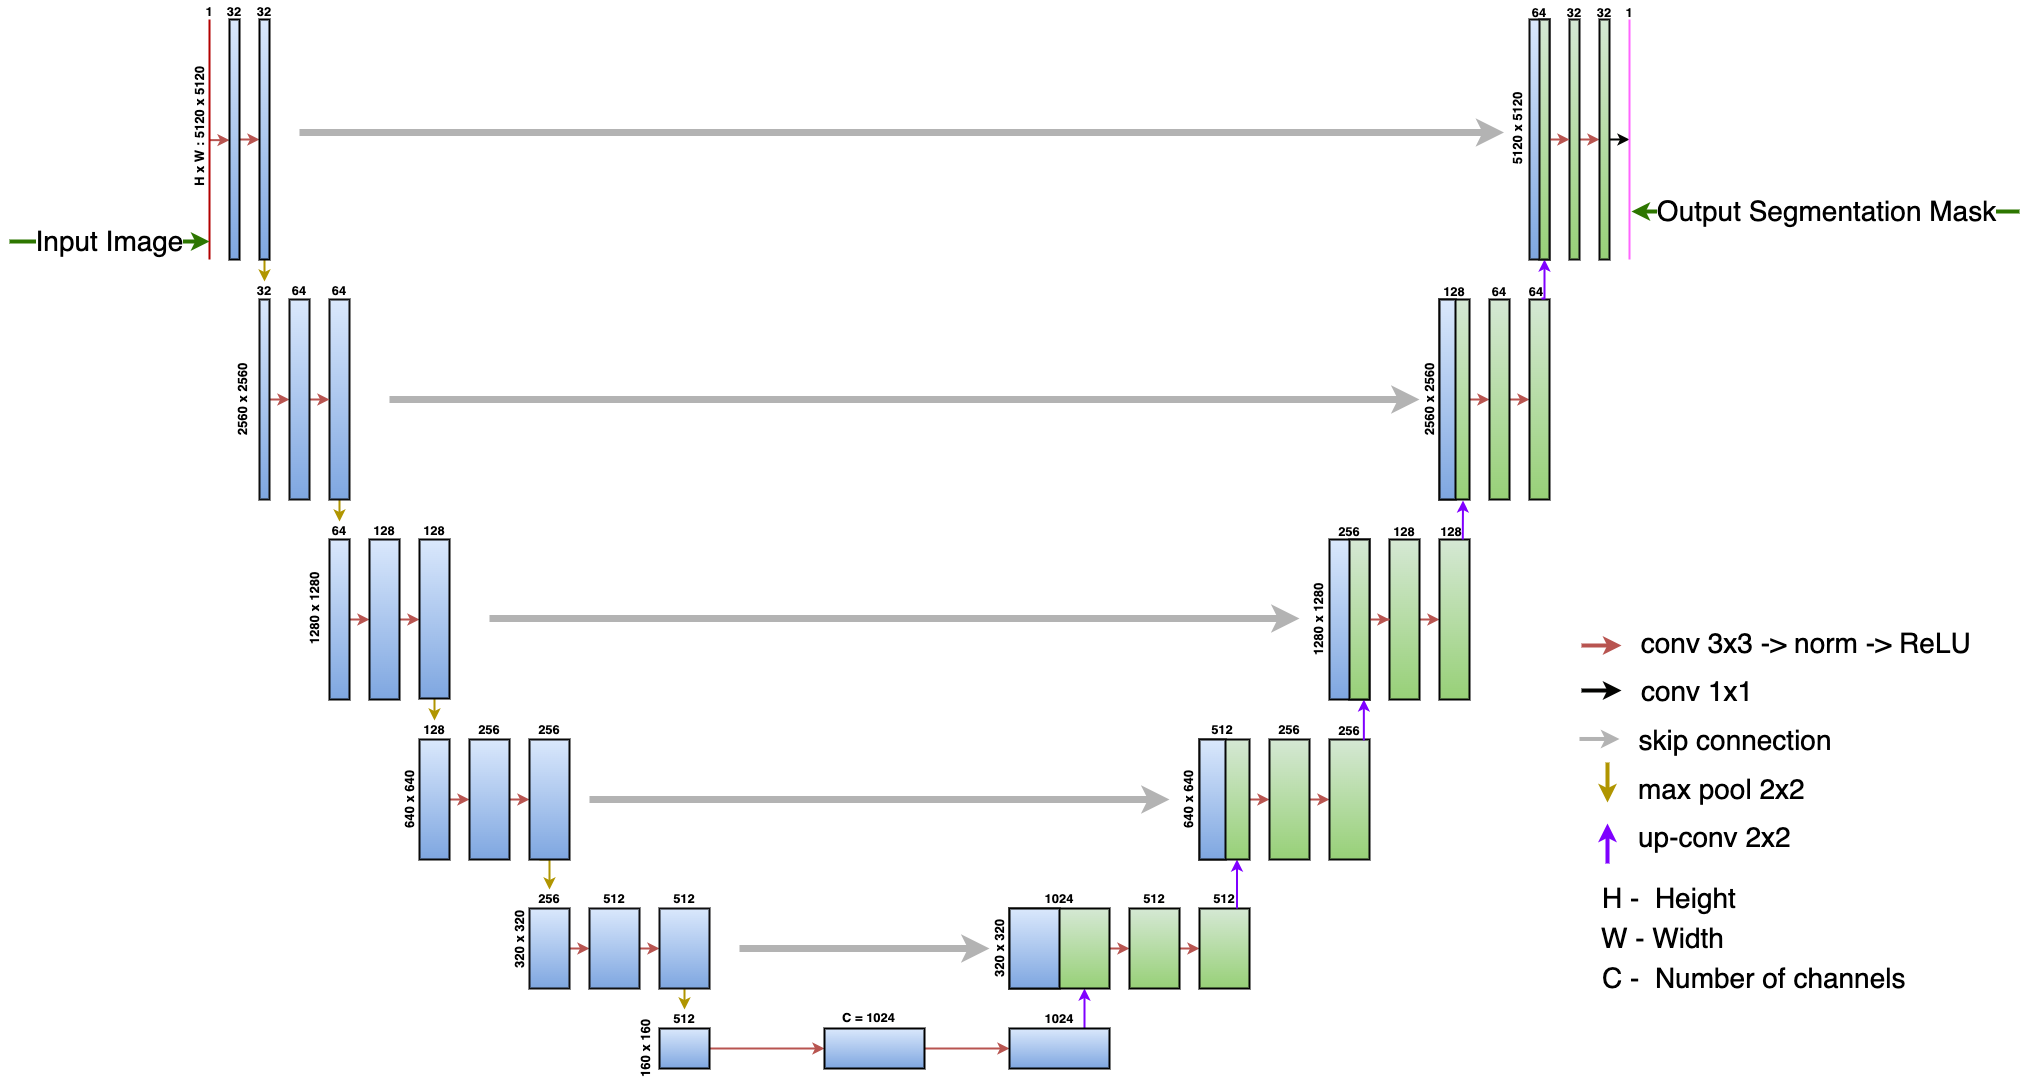 1 32 32
H x W : 5120 x 5120
Input Image
64 32 32 1
5120 x 5120
Output Segmentation Mask
32 64 64
2560 x 2560
128 64 64
2560 x 2560
64 128 128
1280 x 1280
256 128 128
1280 x 1280
128 256 256
640 x 640
512 256 256
640 x 640
256 512 512
320 x 320
1024 512 512
320 x 320
512 C = 1024 1024
160 x 160
conv 3x3 -> norm -> ReLU
conv 1x1
skip connection
max pool 2x2
up-conv 2x2
H - Height
W - Width
C - Number of channels